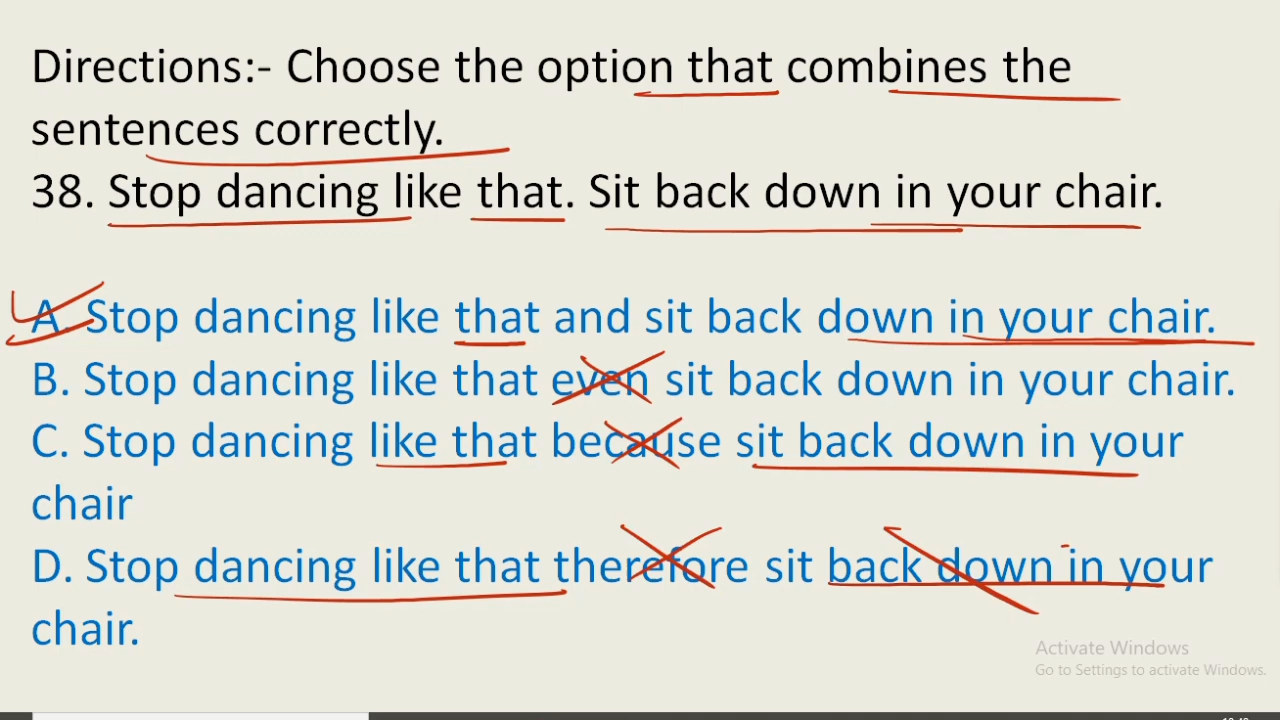 Directions:- Choose the option that combines the
sentences correctly.
38. Stop dancing like that. Sit back down in your chair.
A. Stop dancing like that and sit back down in your chair.
B. Stop dancing like that even sit back down in your chair.
C. Stop dancing like that because sit back down in your
chair
D. Stop dancing like that therefore sit back down in your
chair.
Activate Windows
Go to Settings to activate Windows.